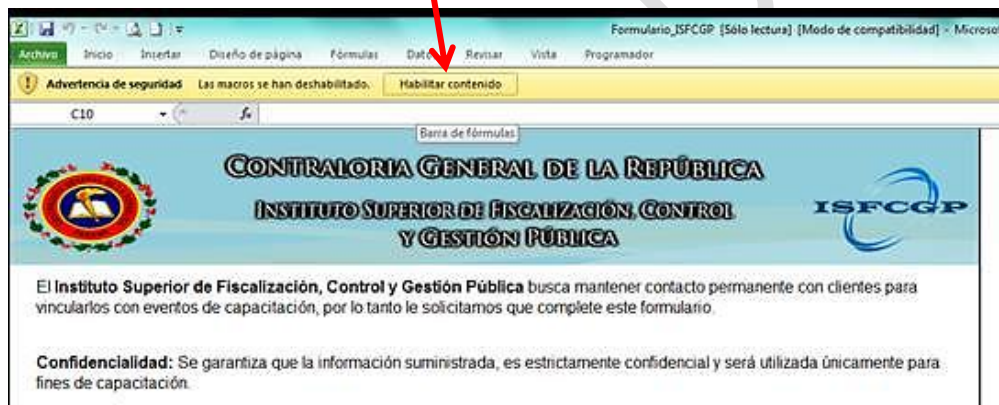 Formulario_ISFCGP [Sólo lectura] [Modo de compatibilidad] - Microso
Archivo Inicio Insertar Diseño de página Fórmulas Dato Revisar Vista Programador
Advertencia de seguridad Las macros se han deshabilitado. Habilitar contenido
C10 fx
Barra de fórmulas
CONTRALORIA GENERAL DE LA REPÚBLICA
INSTITUTO SUPERIOR DE FISCALIZACIÓN, CONTROL
Y GESTIÓN PÚBLICA
ISFCGP
El Instituto Superior de Fiscalización, Control y Gestión Pública busca mantener contacto permanente con clientes para
vincularlos con eventos de capacitación, por lo tanto le solicitamos que complete este formulario.
Confidencialidad: Se garantiza que la información suministrada, es estrictamente confidencial y será utilizada únicamente para
fines de capacitación.